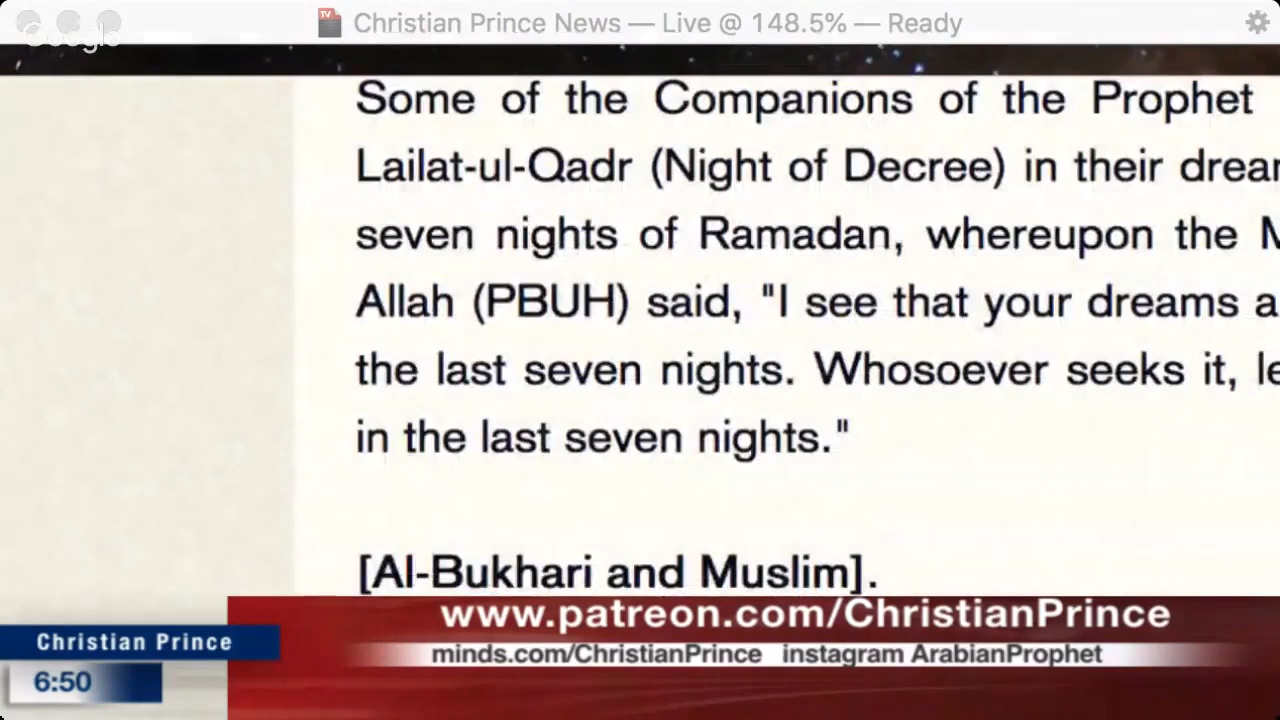 Christian Prince News — Live @ 148.5% — Ready
Google
Some of the Companions of the Prophet
Lailat-ul-Qadr (Night of Decree) in their
seven nights of Ramadan, whereupon the
Allah (PBUH) said, "I see that your dreams
the last seven nights. Whosoever seeks it,
in the last seven nights."
[Al-Bukhari and Muslim].
www.patreon.com/ChristianPrince
Christian Prince
minds.com/ChristianPrince instagram ArabianProphet
6:50